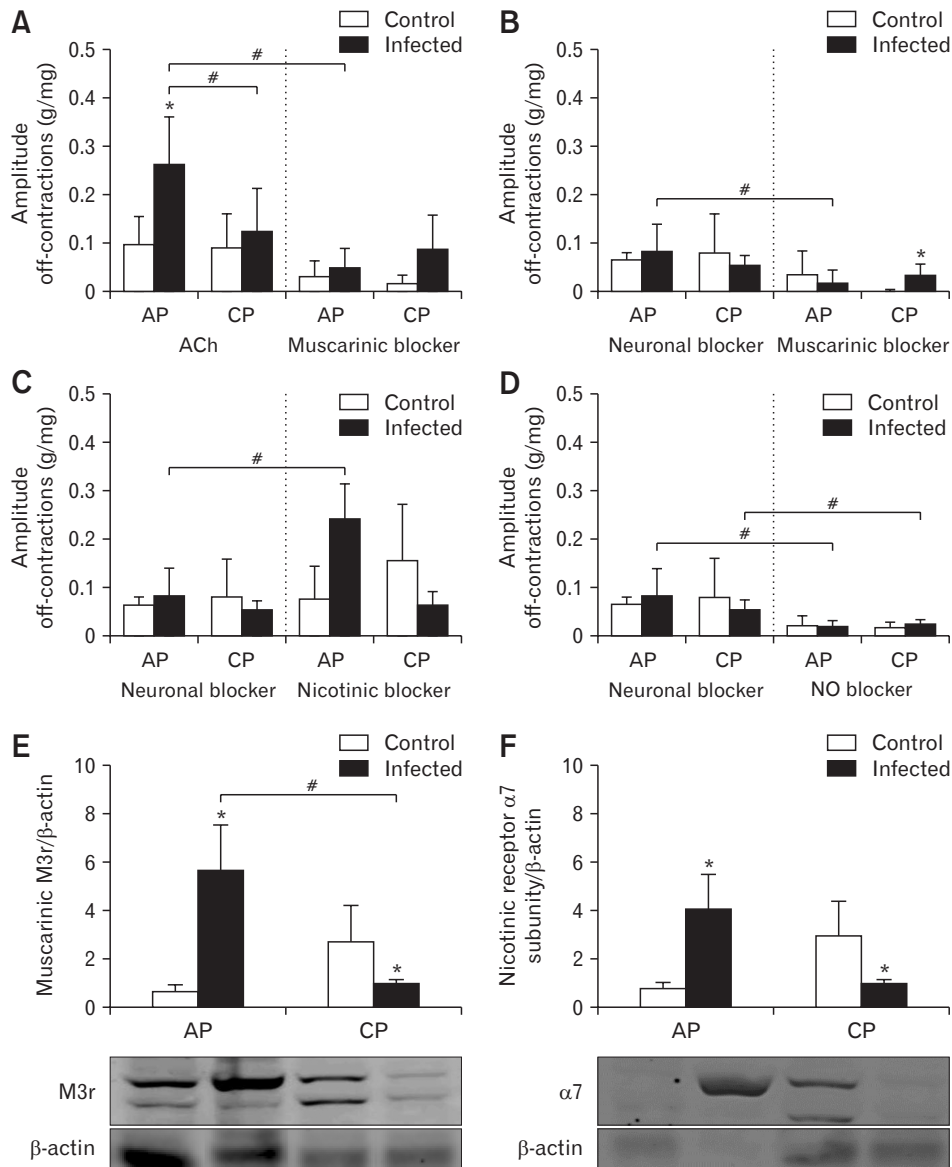 A
Control
Infected
Amplitude
off-contractions (g/mg)
0.5
0.4
0.3
0.2
0.1
0
#
#
*
AP
CP
AP
CP
ACh
Muscarinic blocker
B
Control
Infected
Amplitude
off-contractions (g/mg)
0.5
0.4
0.3
0.2
0.1
0
#
*
AP
CP
AP
CP
Neuronal blocker
Muscarinic blocker
C
Control
Infected
Amplitude
off-contractions (g/mg)
0.5
0.4
0.3
0.2
0.1
0
#
AP
CP
AP
CP
Neuronal blocker
Nicotinic blocker
D
Control
Infected
Amplitude
off-contractions (g/mg)
0.5
0.4
0.3
0.2
0.1
0
#
#
AP
CP
AP
CP
Neuronal blocker
NO blocker
E
Control
Infected
Muscarinic M3r/β-actin
10
8
6
4
2
0
#
*
*
AP
CP
M3r
β-actin
F
Control
Infected
Nicotinic receptor α7
subunity/β-actin
10
8
6
4
2
0
*
*
AP
CP
α7
β-actin